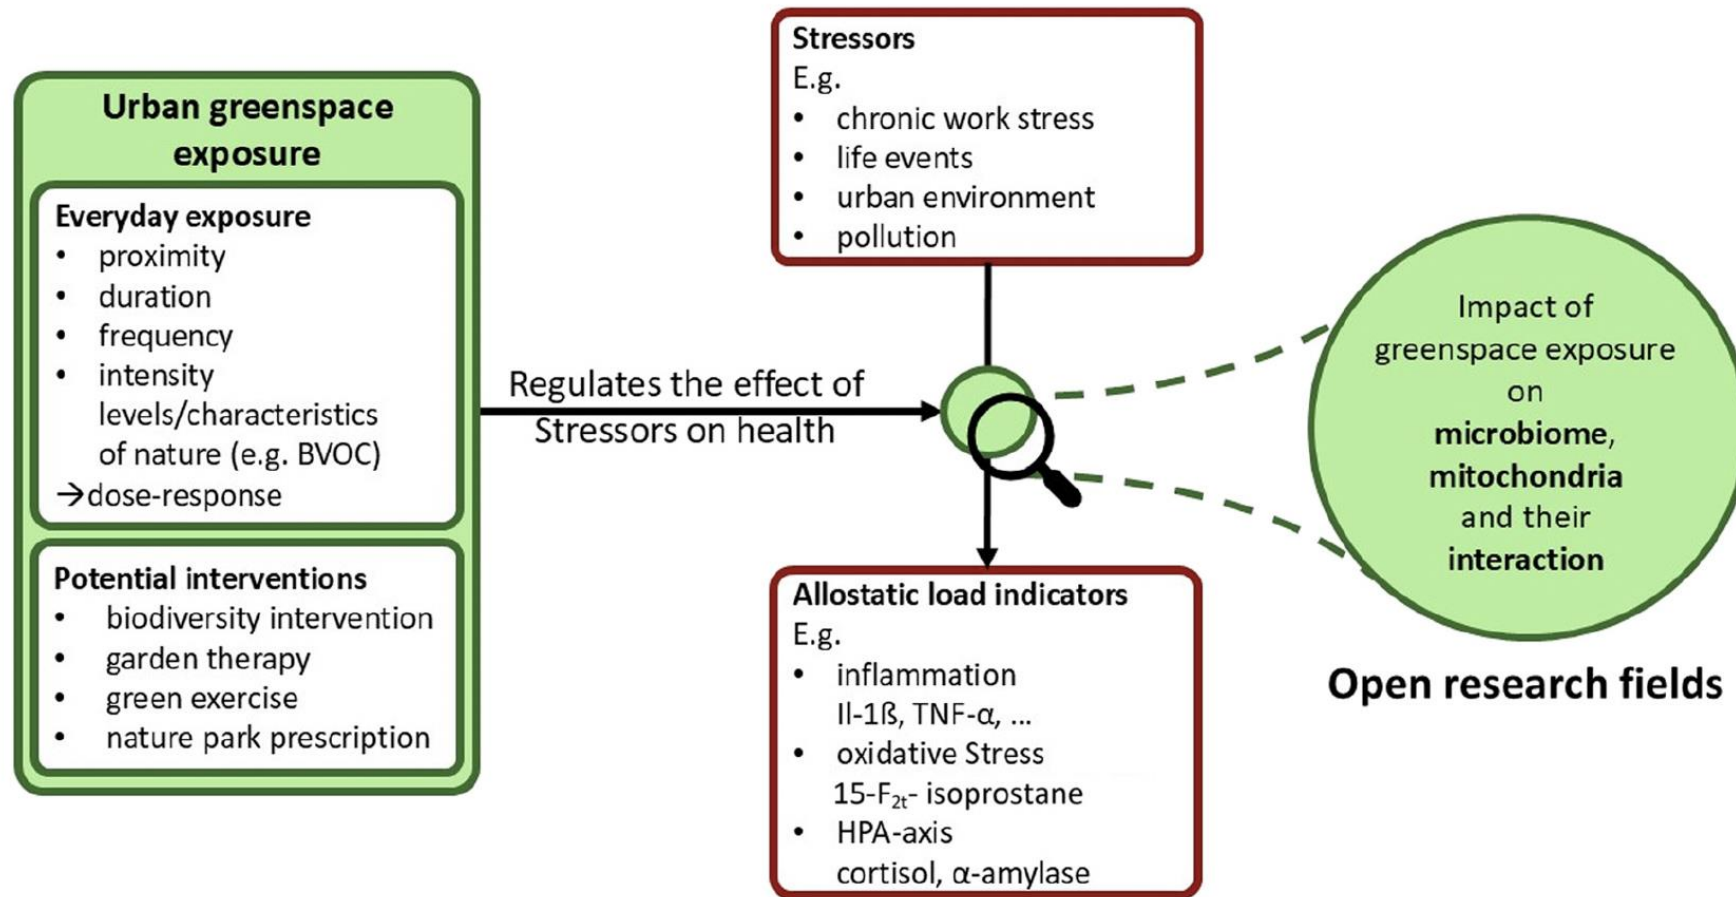 Urban greenspace
exposure
Everyday exposure
• proximity
• duration
• frequency
• intensity
levels/characteristics
of nature (e.g. BVOC)
→dose-response
Potential interventions
• biodiversity intervention
• garden therapy
• green exercise
• nature park prescription
Regulates the effect of
Stressors on health
Stressors
E.g.
• chronic work stress
• life events
• urban environment
• pollution
Allostatic load indicators
E.g.
• inflammation
Il-1ß, TNF-α, ...
• oxidative Stress
15-F₂ₜ- isoprostane
• HPA-axis
cortisol, α-amylase
Impact of
greenspace exposure
on
microbiome,
mitochondria
and their
interaction
Open research fields